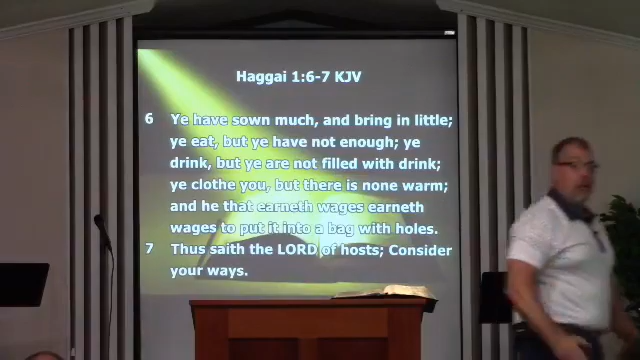 Haggai 1:6-7 KJV
6 Ye have sown much, and bring in little;
ye eat, but ye have not enough; ye
drink, but ye are not filled with drink;
ye clothe you, but there is none warm;
and he that earneth wages earneth
wages to put it into a bag with holes.
7 Thus saith the LORD of hosts; Consider
your ways.